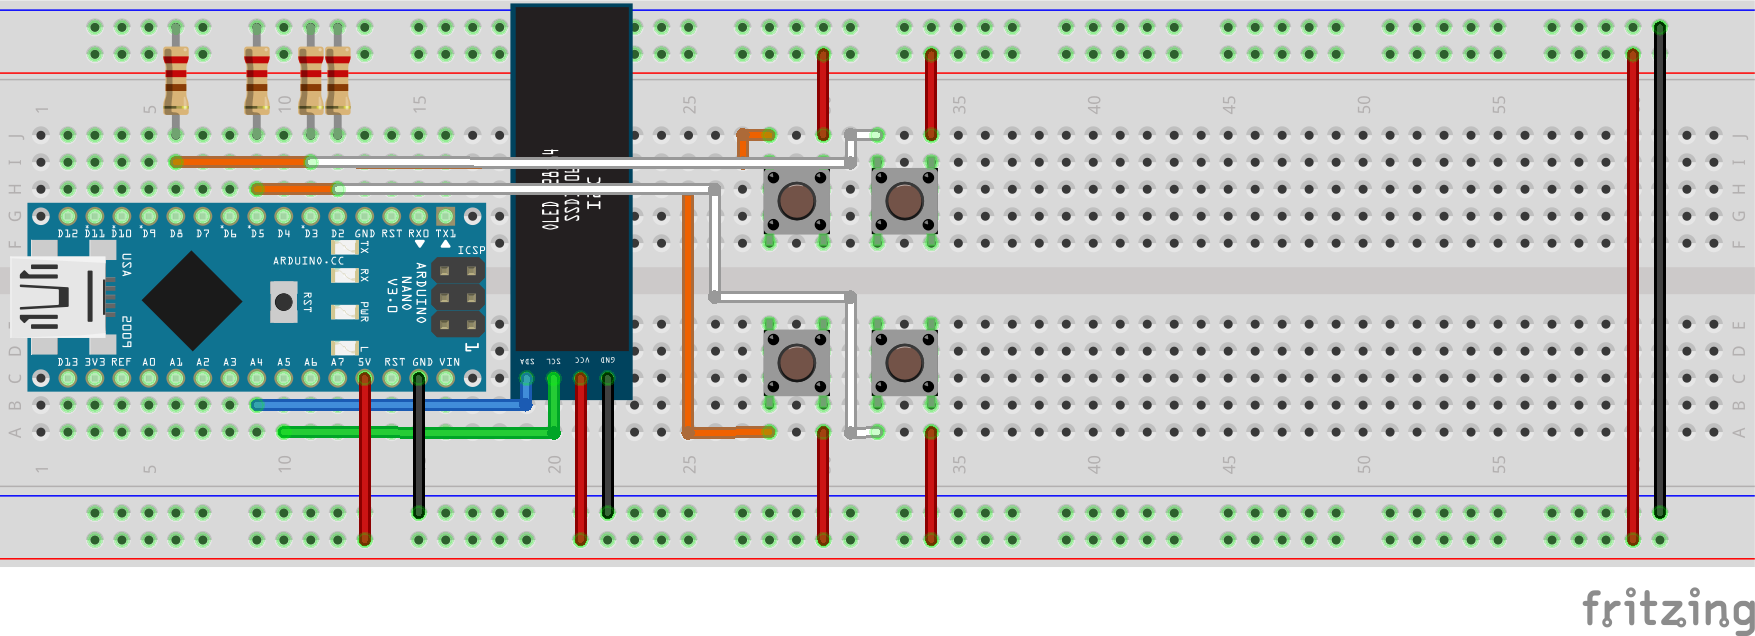 1 5 10 15 25 35 40 45 50 55
J J
I I
H H
G G
F F
D12 D11 D10 D9 D8 D7 D6 D5 D4 D3 D2 GND RST RX0 TX1
TX
RX
PWR
L
ICSP
ARDUINO.CC
USA
2009
RST
ARDUINO
NANO
V3.0
1
OLED
I2C
E
D D
C C
B B
A A
D13 3V3 REF A0 A1 A2 A3 A4 A5 A6 A7 5V RST GND VIN
SDA SCL VCC GND
1 5 10 20 25 35 40 45 50 55
fritzing